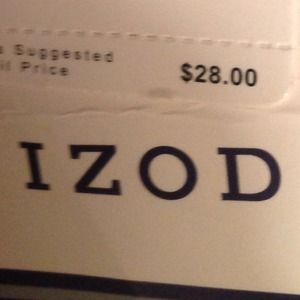 Suggested
Price
$28.00
IZOD